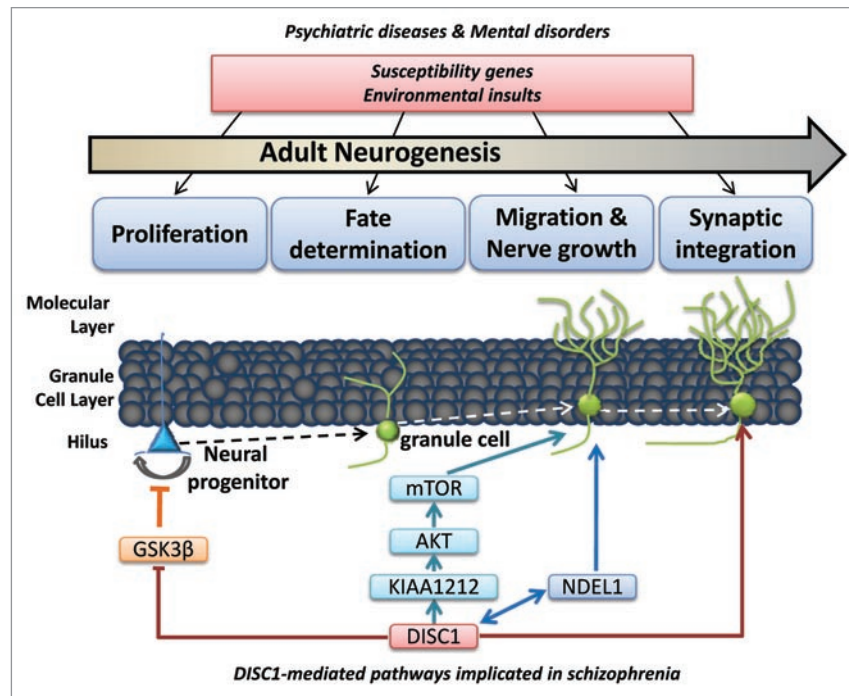 Psychiatric diseases & Mental disorders
Susceptibility genes
Environmental insults
Adult Neurogenesis
Proliferation
Fate
determination
Migration &
Nerve growth
Synaptic
integration
Molecular
Layer
Granule
Cell Layer
Hilus
Neural
progenitor
granule cell
mTOR
AKT
GSK3β
KIAA1212
NDEL1
DISC1
DISC1-mediated pathways implicated in schizophrenia